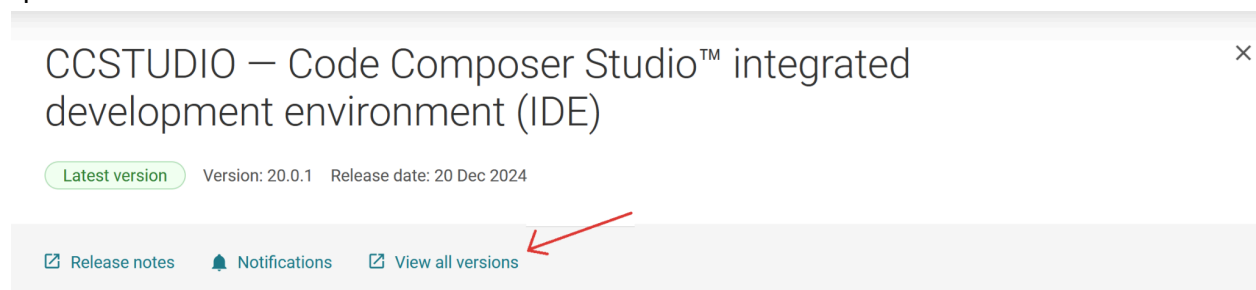 CCSTUDIO — Code Composer Studio™ integrated
development environment (IDE)
Latest version Version: 20.0.1 Release date: 20 Dec 2024
Release notes Notifications View all versions